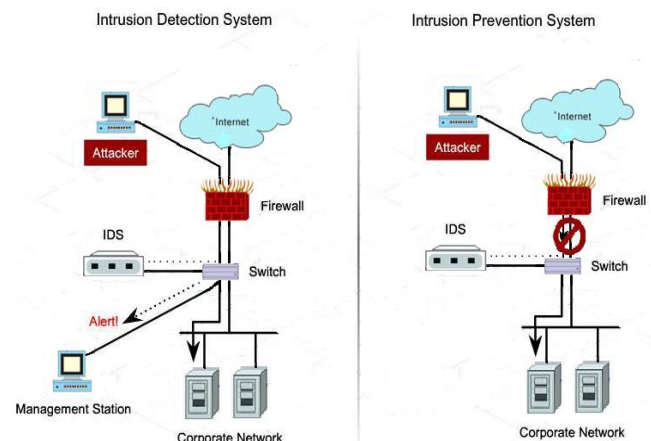 Intrusion Detection System
Internet
Attacker
Firewall
IDS
Switch
Alert!
Management Station
Corporate Network
Intrusion Prevention System
Internet
Attacker
Firewall
IDS
Switch
Corporate Network